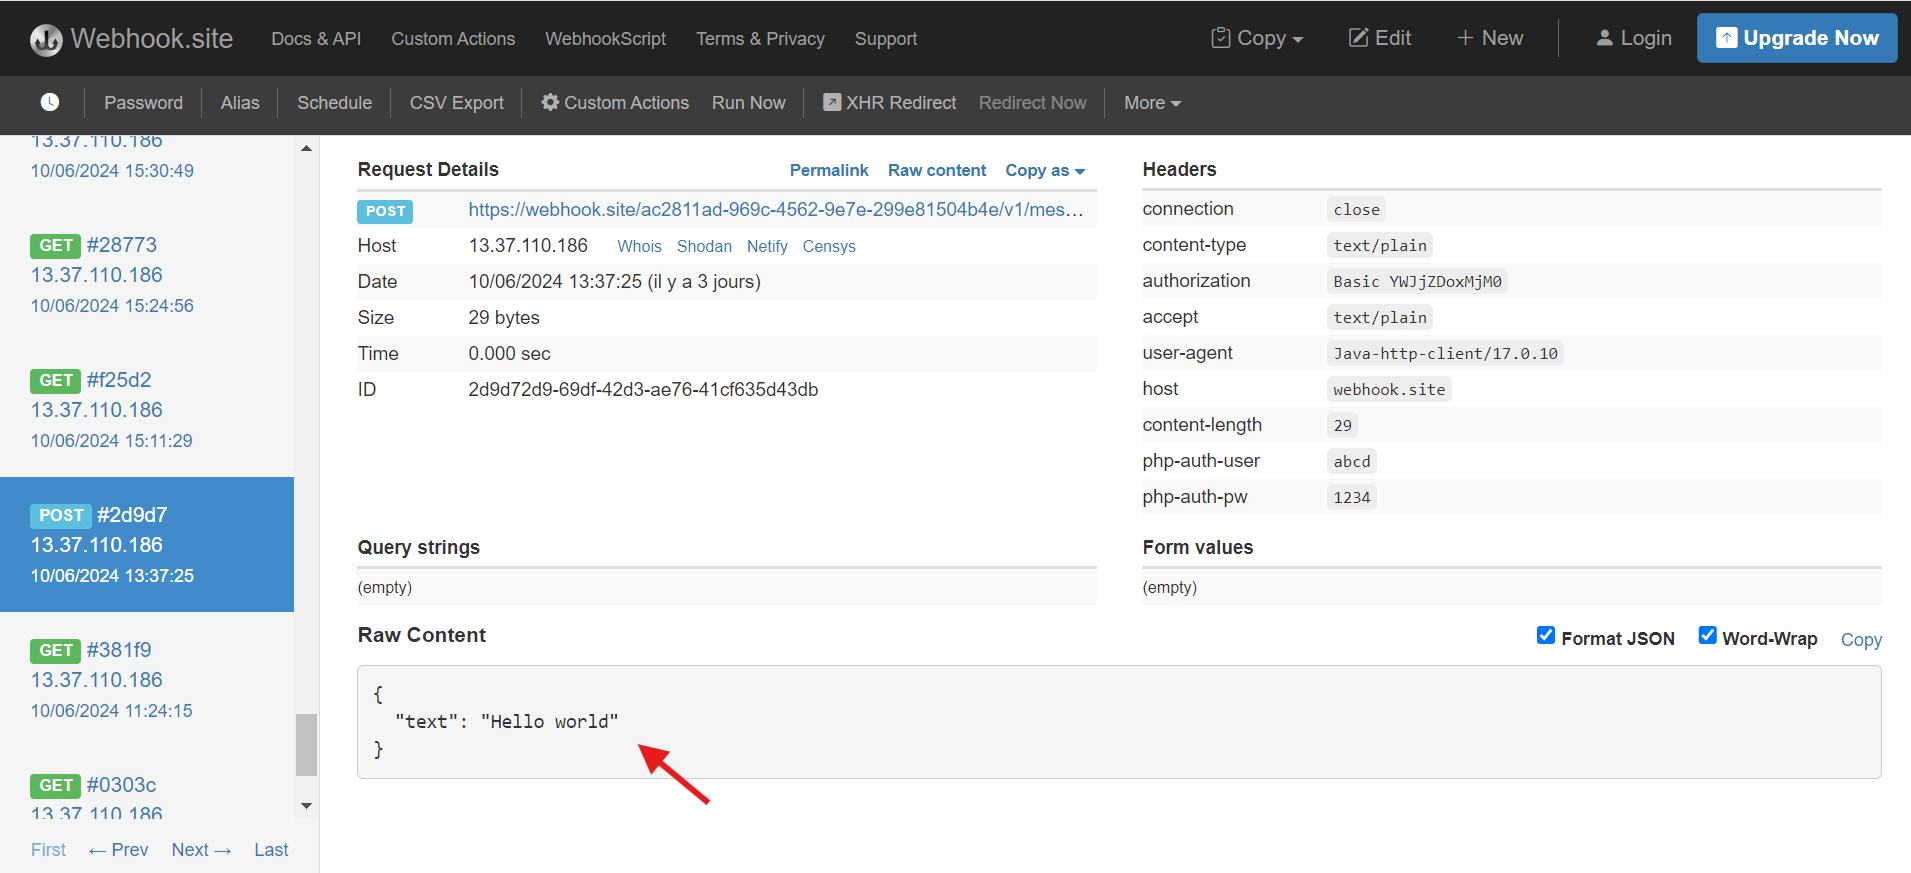 Webhook.site Docs & API Custom Actions WebhookScript Terms & Privacy Support Copy Edit New Login Upgrade Now
Password Alias Schedule CSV Export Custom Actions Run Now XHR Redirect Redirect Now More
13.37.110.186
10/06/2024 15:30:49
GET #28773
13.37.110.186
10/06/2024 15:24:56
GET #f25d2
13.37.110.186
10/06/2024 15:11:29
POST #2d9d7
13.37.110.186
10/06/2024 13:37:25
GET #381f9
13.37.110.186
10/06/2024 11:24:15
GET #0303c
13.37.110.186
First ← Prev Next → Last
Request Details Permalink Raw content Copy as
POST https://webhook.site/ac2811ad-969c-4562-9e7e-299e81504b4e/v1/mes…
Host 13.37.110.186 Whois Shodan Netify Censys
Date 10/06/2024 13:37:25 (il y a 3 jours)
Size 29 bytes
Time 0.000 sec
ID 2d9d72d9-69df-42d3-ae76-41cf635d43db
Headers
connection close
content-type text/plain
authorization Basic YWJjZDoxMjM0
accept text/plain
user-agent Java-http-client/17.0.10
host webhook.site
content-length 29
php-auth-user abcd
php-auth-pw 1234
Query strings
(empty)
Form values
(empty)
Raw Content Format JSON Word-Wrap Copy
{
"text": "Hello world"
}